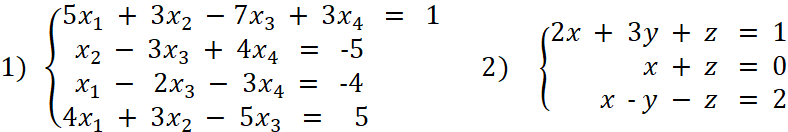 1) { 5x₁ + 3x₂ − 7x₃ + 3x₄ = 1
x₂ − 3x₃ + 4x₄ = -5
x₁ − 2x₃ − 3x₄ = -4
4x₁ + 3x₂ − 5x₃ = 5
2) { 2x + 3y + z = 1
x + z = 0
x - y − z = 2